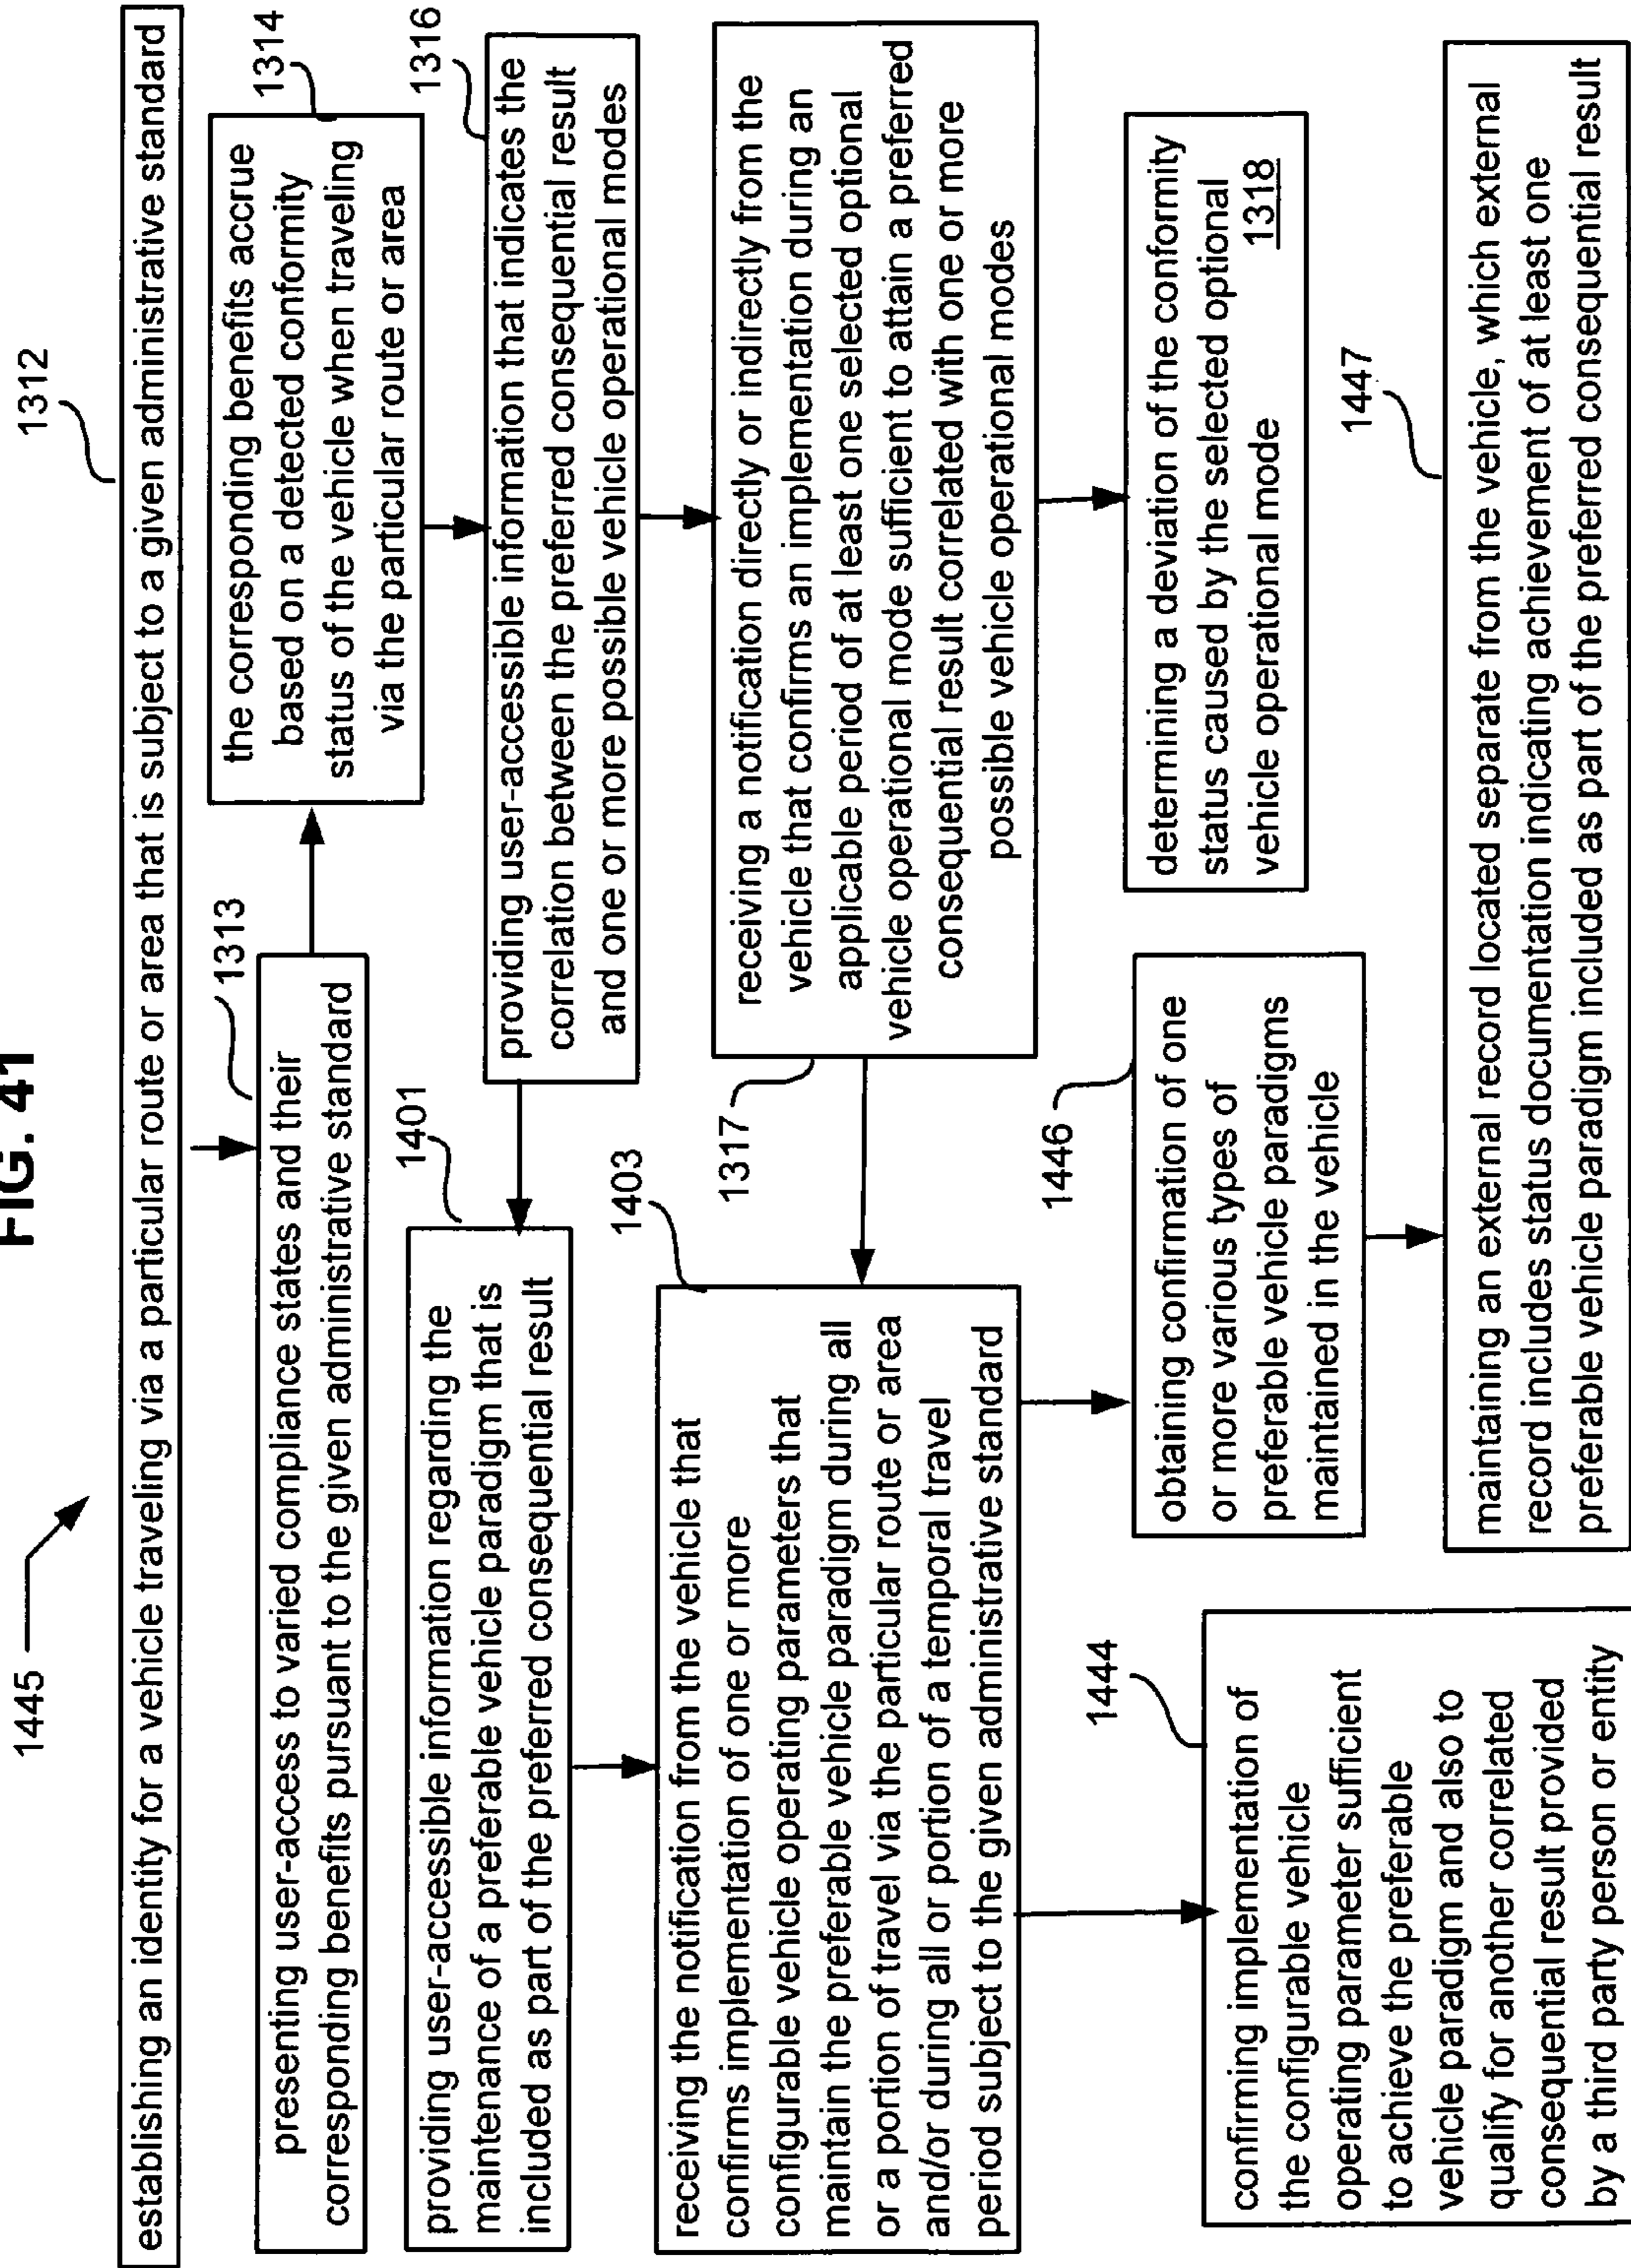 FIG. 41
1445
1312
establishing an identity for a vehicle traveling via a particular route or area that is subject to a given administrative standard
1313
presenting user-access to varied compliance states and their
corresponding benefits pursuant to the given administrative standard
1314
the corresponding benefits accrue
based on a detected conformity
status of the vehicle when traveling
via the particular route or area
1401
providing user-accessible information regarding the
maintenance of a preferable vehicle paradigm that is
included as part of the preferred consequential result
1316
providing user-accessible information that indicates the
correlation between the preferred consequential result
and one or more possible vehicle operational modes
1403
receiving the notification from the vehicle that
confirms implementation of one or more
configurable vehicle operating parameters that
maintain the preferable vehicle paradigm during all
or a portion of travel via the particular route or area
and/or during all or portion of a temporal travel
period subject to the given administrative standard
1317
receiving a notification directly or indirectly from the
vehicle that confirms an implementation during an
applicable period of at least one selected optional
vehicle operational mode sufficient to attain a preferred
consequential result correlated with one or more
possible vehicle operational modes
1444
confirming implementation of
the configurable vehicle
operating parameter sufficient
to achieve the preferable
vehicle paradigm and also to
qualify for another correlated
consequential result provided
by a third party person or entity
1446
obtaining confirmation of one
or more various types of
preferable vehicle paradigms
maintained in the vehicle
determining a deviation of the conformity
status caused by the selected optional
vehicle operational mode 1318
1447
maintaining an external record located separate from the vehicle, which external
record includes status documentation indicating achievement of at least one
preferable vehicle paradigm included as part of the preferred consequential result